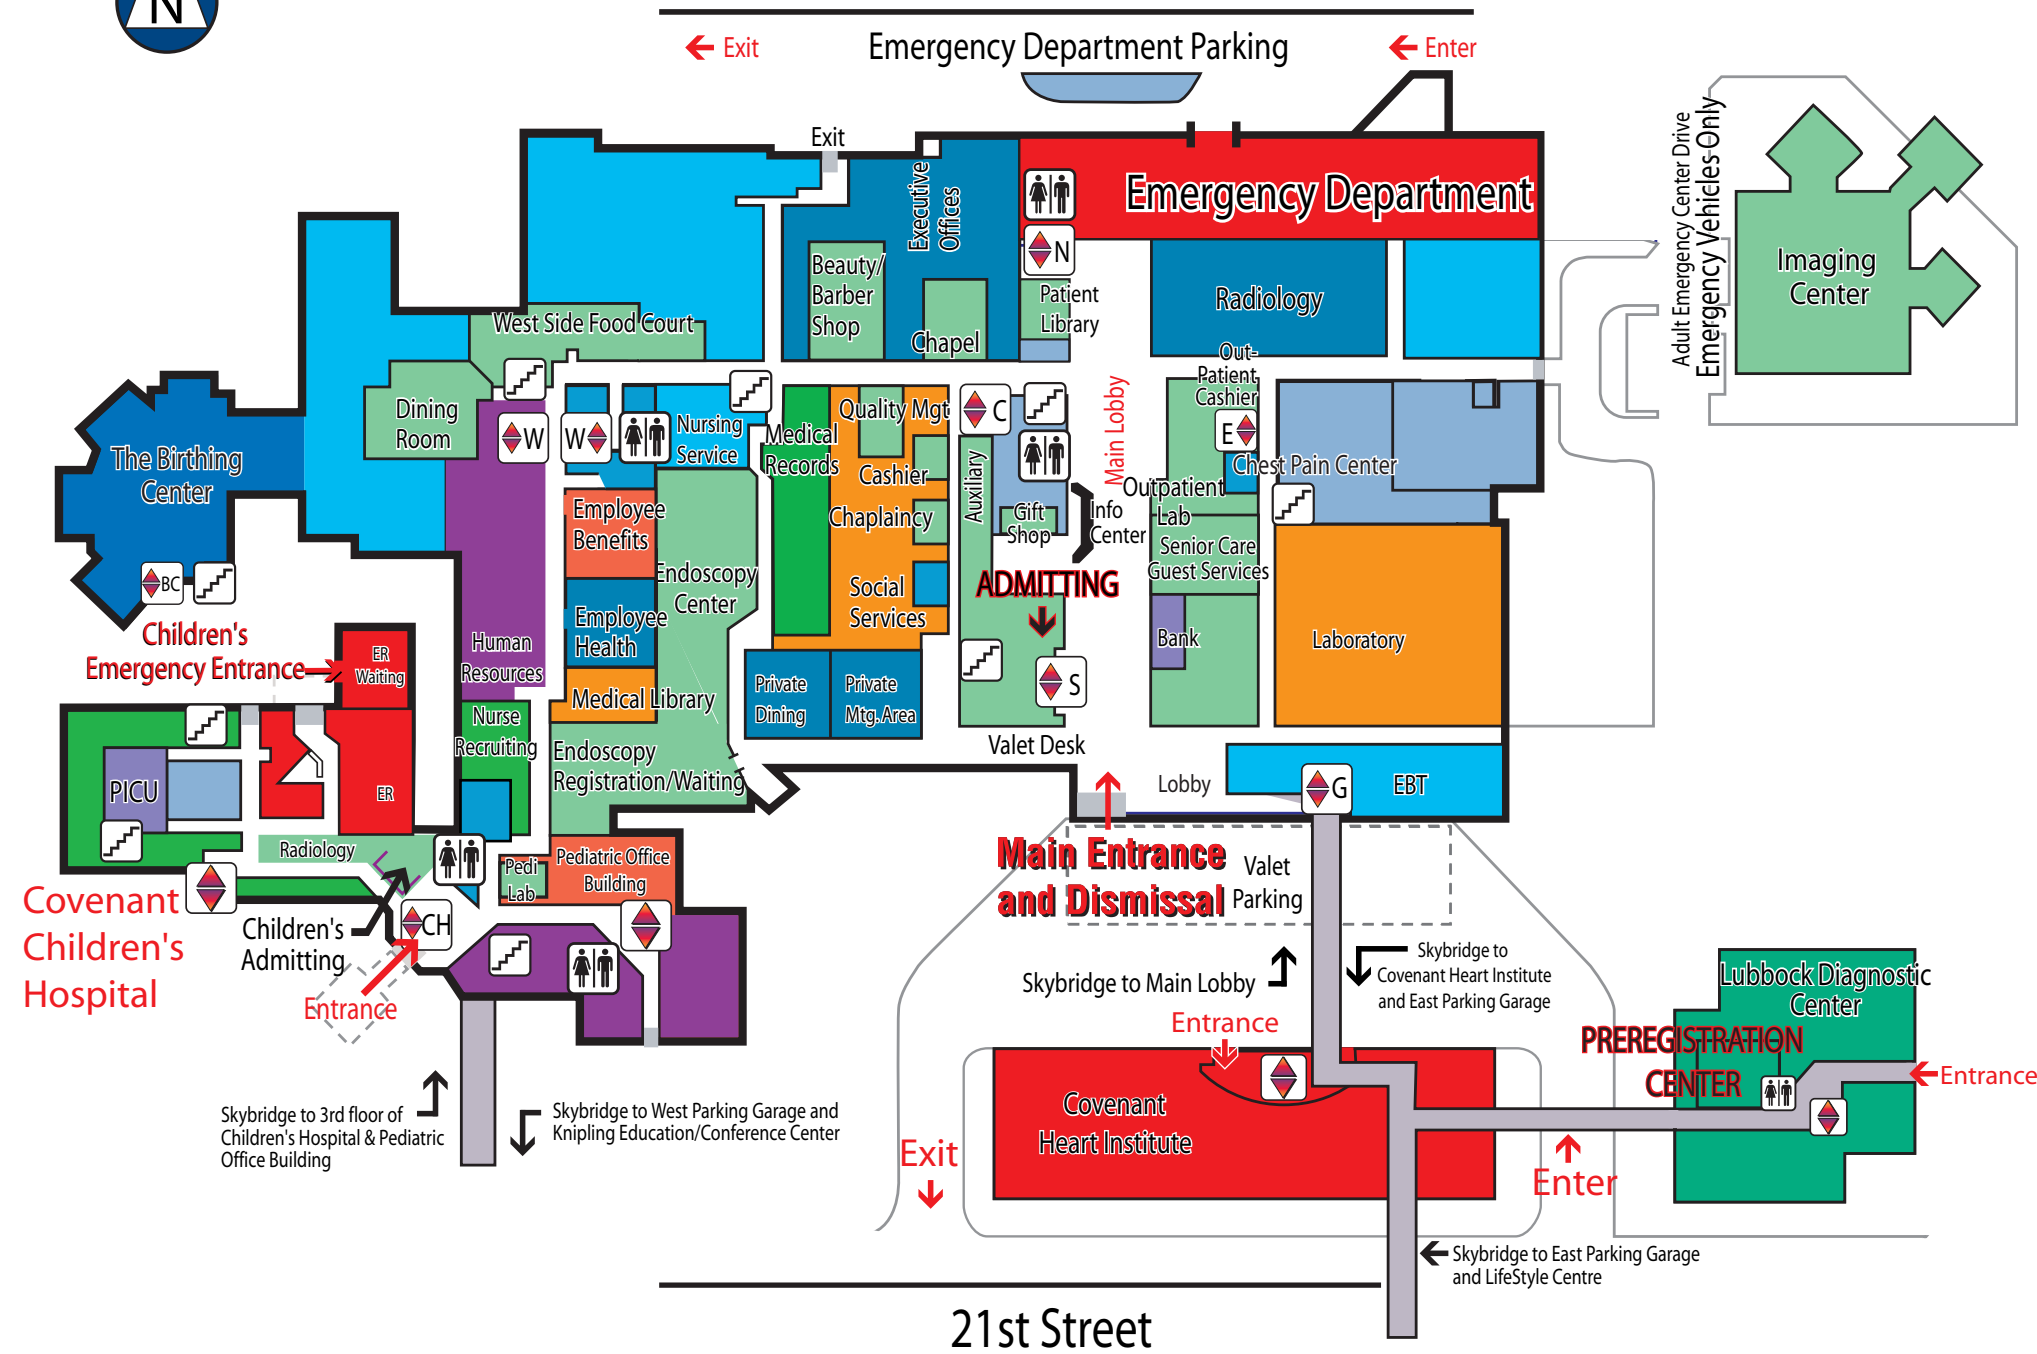 N
Exit
Emergency Department Parking
Enter
Exit
Emergency Department
Executive
Offices
N
Beauty/
Barber
Shop
Chapel
Patient
Library
Radiology
Adult Emergency Center Drive
Emergency Vehicles Only
Imaging
Center
West Side Food Court
Dining
Room
The Birthing
Center
BC
W
W
Nursing
Service
Medical
Records
Quality Mgt
Cashier
Chaplaincy
Social
Services
C
Auxiliary
Gift
Shop
Info
Center
Main Lobby
Out-
Patient
Cashier
E
Chest Pain Center
Outpatient
Lab
Senior Care
Guest Services
Bank
Laboratory
ADMITTING
S
Valet Desk
Employee
Benefits
Endoscopy
Center
Employee
Health
Human
Resources
Medical Library
Private
Dining
Private
Mtg. Area
Nurse
Recruiting
Endoscopy
Registration/Waiting
Children's
Emergency Entrance
ER
Waiting
ER
PICU
Radiology
Lobby
G
EBT
Pedi
Lab
Pediatric Office
Building
Covenant
Children's
Hospital
Children's
Admitting
CH
Entrance
Main Entrance
and Dismissal
Valet
Parking
Skybridge to Main Lobby
Skybridge to
Covenant Heart Institute
and East Parking Garage
Entrance
Lubbock Diagnostic
Center
PREREGISTRATION
CENTER
Entrance
Covenant
Heart Institute
Skybridge to 3rd floor of
Children's Hospital & Pediatric
Office Building
Skybridge to West Parking Garage and
Knipling Education/Conference Center
Exit
Enter
Skybridge to East Parking Garage
and LifeStyle Centre
21st Street